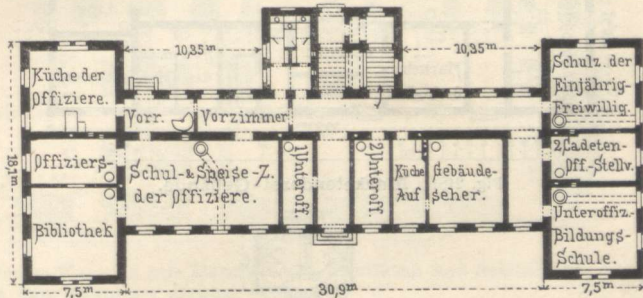 10,35m
10,35m
Küche der
Offiziere.
Schulz. der
Einjährig-
Freiwillig.
Vorr.
Vorzimmer
18,1m
Offiziers-
Schul- & Speise-Z.
der Offiziere.
1 Unteroff.
2 Unteroff.
Küche
Auf
Gebäude-
seher.
2 Cadeten-
Off.-Stellv.
Bibliothek
Unteroffiz.
Bildungs-
Schule.
7,5m
30,9m
7,5m